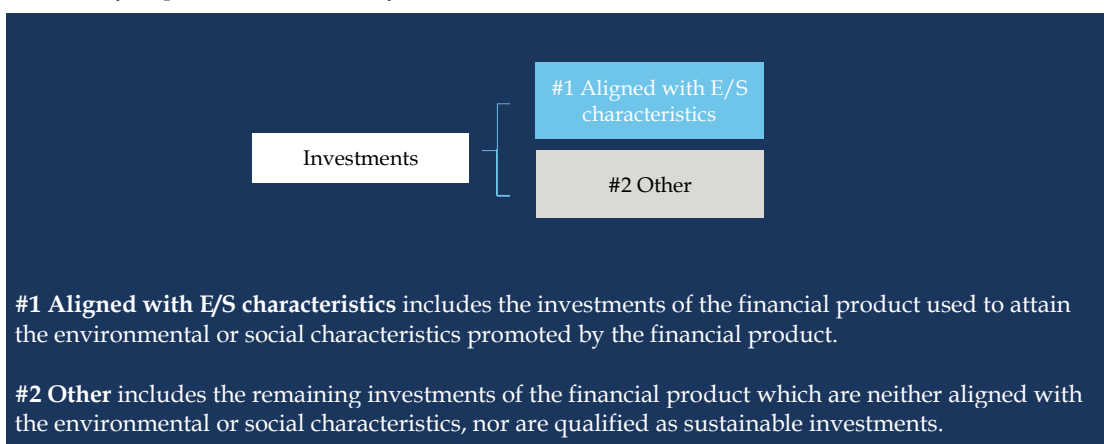 #1 Aligned with E/S
characteristics
Investments
#2 Other
#1 Aligned with E/S characteristics includes the investments of the financial product used to attain
the environmental or social characteristics promoted by the financial product.
#2 Other includes the remaining investments of the financial product which are neither aligned with
the environmental or social characteristics, nor are qualified as sustainable investments.